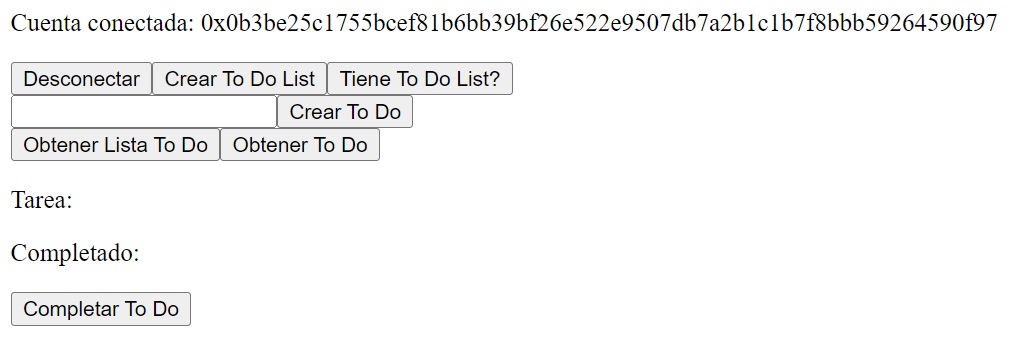 Cuenta conectada: 0x0b3be25c1755bcef81b6bb39bf26e522e9507db7a2b1c1b7f8bbb59264590f97
Desconectar Crear To Do List Tiene To Do List?
Crear To Do
Obtener Lista To Do Obtener To Do
Tarea:
Completado:
Completar To Do